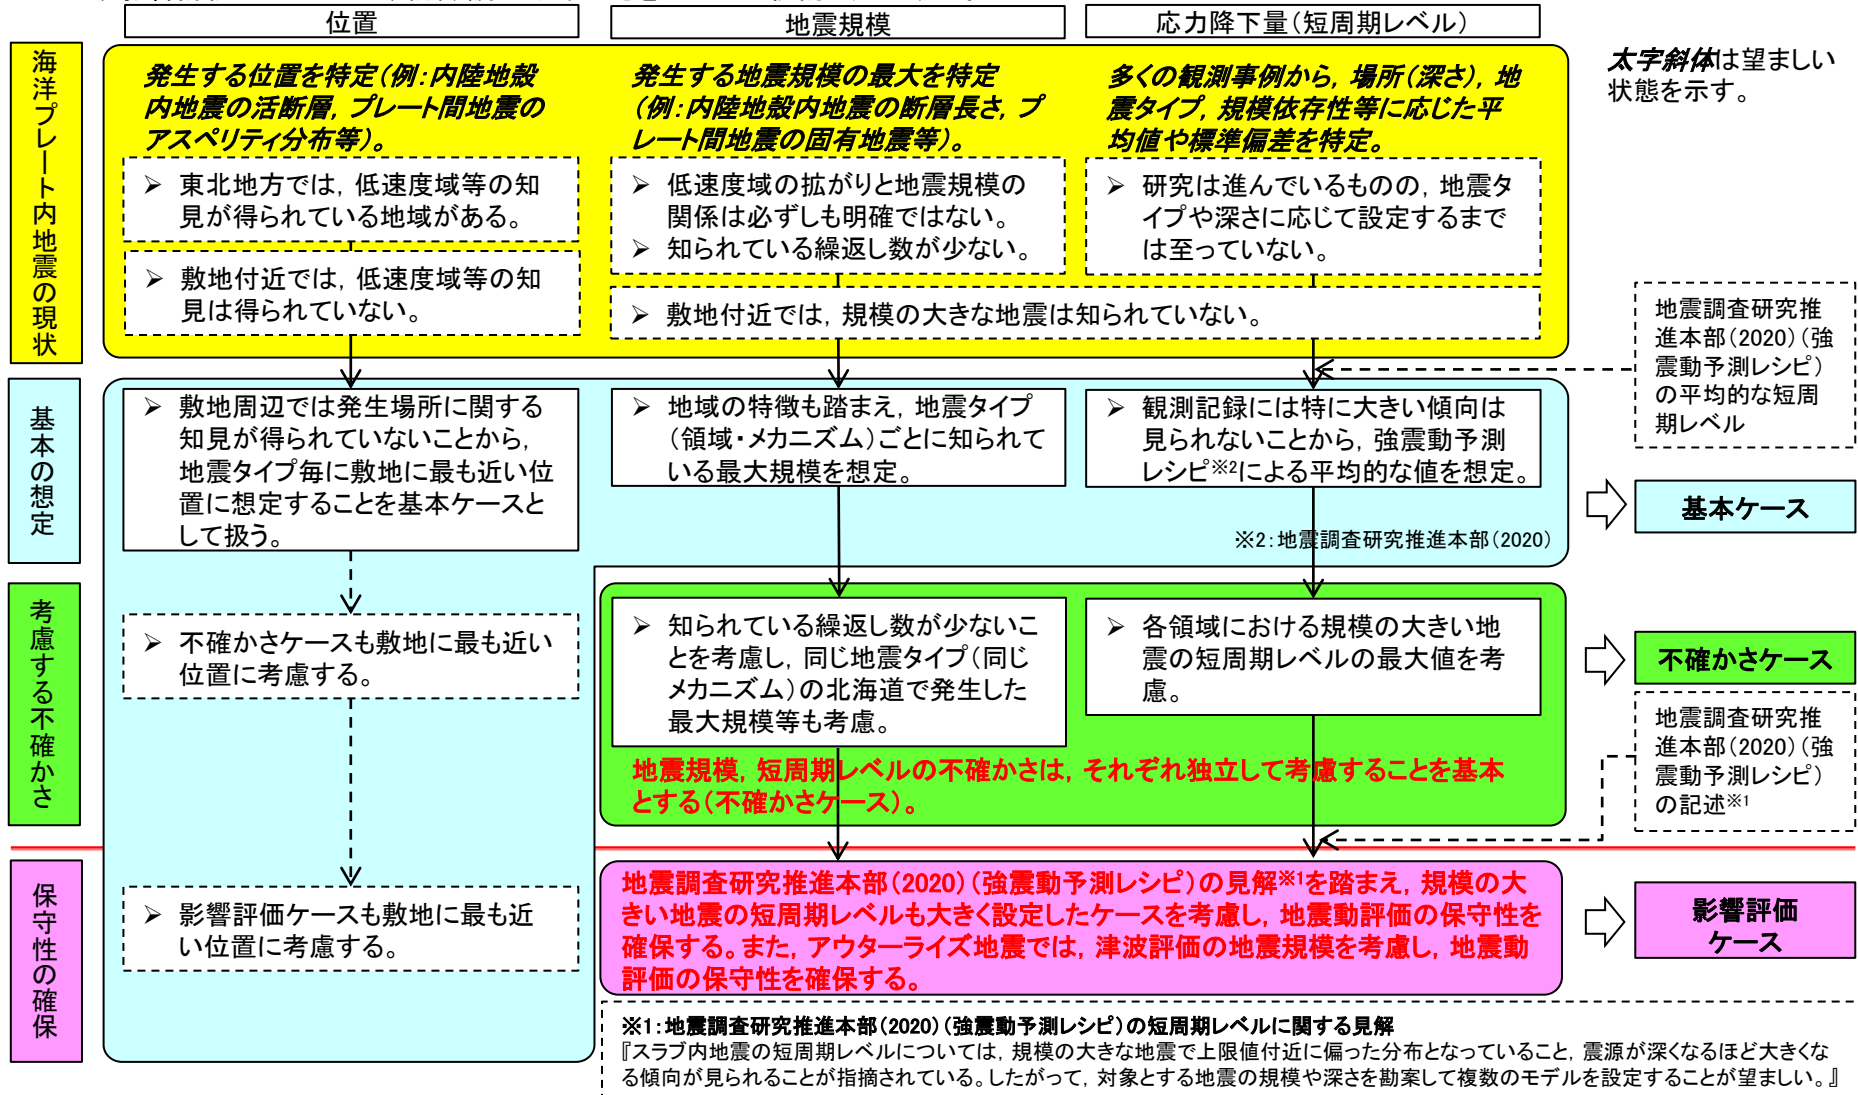 位置
地震規模
応力降下量(短周期レベル)
海洋プレート内地震の現状
発生する位置を特定(例:内陸地殻
内地震の活断層,プレート間地震の
アスペリティ分布等)。
➢ 東北地方では,低速度域等の知
見が得られている地域がある。
➢ 敷地付近では,低速度域等の知
見は得られていない。
発生する地震規模の最大を特定
(例:内陸地殻内地震の断層長さ,プ
レート間地震の固有地震等)。
➢ 低速度域の拡がりと地震規模の
関係は必ずしも明確ではない。
➢ 知られている繰返し数が少ない。
多くの観測事例から,場所(深さ),地
震タイプ,規模依存性等に応じた平
均値や標準偏差を特定。
➢ 研究は進んでいるものの,地震タ
イプや深さに応じて設定するまで
は至っていない。
➢ 敷地付近では,規模の大きな地震は知られていない。
太字斜体は望ましい
状態を示す。
地震調査研究推
進本部(2020)(強
震動予測レシピ)
の平均的な短周
期レベル
基本の想定
➢ 敷地周辺では発生場所に関する
知見が得られていないことから,
地震タイプ毎に敷地に最も近い位
置に想定することを基本ケースと
して扱う。
➢ 地域の特徴も踏まえ,地震タイプ
(領域・メカニズム)ごとに知られて
いる最大規模を想定。
➢ 観測記録には特に大きい傾向は
見られないことから,強震動予測
レシピ※2による平均的な値を想定。
※2:地震調査研究推進本部(2020)
基本ケース
考慮する不確かさ
➢ 不確かさケースも敷地に最も近い
位置に考慮する。
➢ 知られている繰返し数が少ないこ
とを考慮し,同じ地震タイプ(同じ
メカニズム)の北海道で発生した
最大規模等も考慮。
➢ 各領域における規模の大きい地
震の短周期レベルの最大値を考
慮。
地震規模,短周期レベルの不確かさは,それぞれ独立して考慮することを基本
とする(不確かさケース)。
不確かさケース
地震調査研究推
進本部(2020)(強
震動予測レシピ)
の記述※1
保守性の確保
➢ 影響評価ケースも敷地に最も近
い位置に考慮する。
地震調査研究推進本部(2020)(強震動予測レシピ)の見解※1を踏まえ,規模の大
きい地震の短周期レベルも大きく設定したケースを考慮し,地震動評価の保守性を
確保する。また,アウターライズ地震では,津波評価の地震規模を考慮し,地震動
評価の保守性を確保する。
影響評価
ケース
※1:地震調査研究推進本部(2020)(強震動予測レシピ)の短周期レベルに関する見解
『スラブ内地震の短周期レベルについては,規模の大きな地震で上限値付近に偏った分布となっていること,震源が深くなるほど大きくな
る傾向が見られることが指摘されている。したがって,対象とする地震の規模や深さを勘案して複数のモデルを設定することが望ましい。』